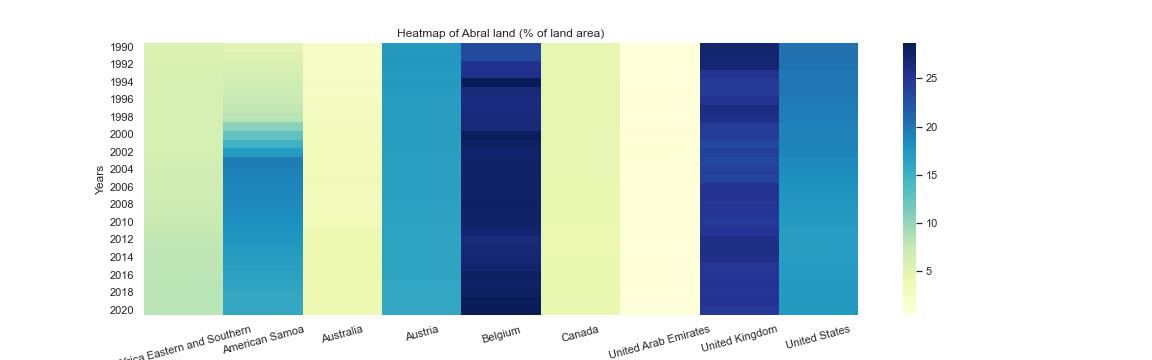 Heatmap of Abral land (% of land area)
Years
1990
1992
1994
1996
1998
2000
2002
2004
2006
2008
2010
2012
2014
2016
2018
2020
Eastern and Southern
American Samoa
Australia
Austria
Belgium
Canada
United Arab Emirates
United Kingdom
United States
25
20
15
10
5